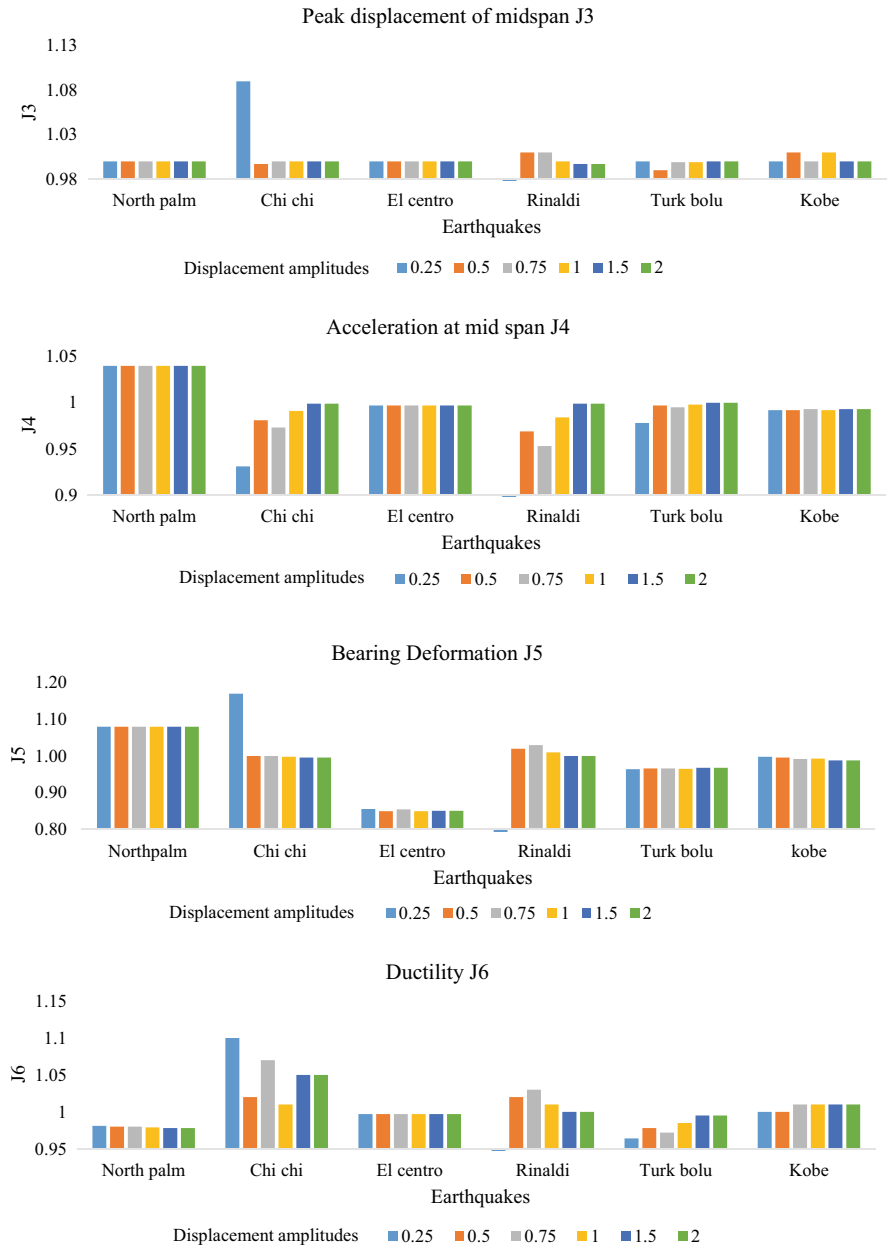 Peak displacement of midspan J3
1.13
1.08
1.03
0.98
J3
North palm Chi chi El centro Rinaldi Turk bolu Kobe
Earthquakes
Displacement amplitudes 0.25 0.5 0.75 1 1.5 2
Acceleration at mid span J4
1.05
1
0.95
0.9
J4
North palm Chi chi El centro Rinaldi Turk bolu Kobe
Earthquakes
Displacement amplitudes 0.25 0.5 0.75 1 1.5 2
Bearing Deformation J5
1.20
1.10
1.00
0.90
0.80
J5
Northpalm Chi chi El centro Rinaldi Turk bolu kobe
Earthquakes
Displacement amplitudes 0.25 0.5 0.75 1 1.5 2
Ductility J6
1.15
1.1
1.05
1
0.95
J6
North palm Chi chi El centro Rinaldi Turk bolu Kobe
Earthquakes
Displacement amplitudes 0.25 0.5 0.75 1 1.5 2